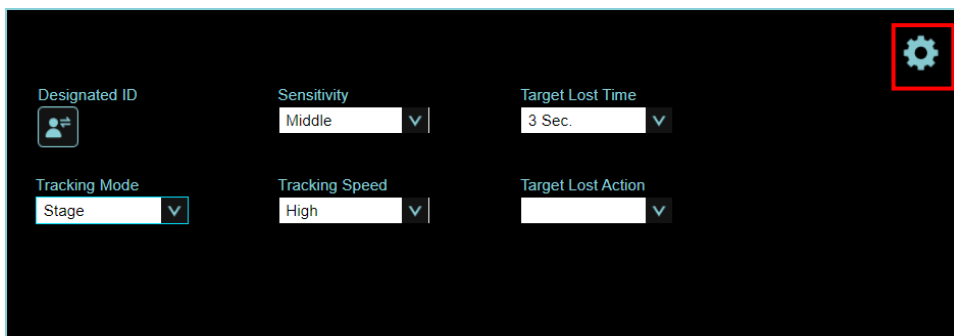 Designated ID
Sensitivity
Target Lost Time
Middle
3 Sec.
Tracking Mode
Tracking Speed
Target Lost Action
Stage
High